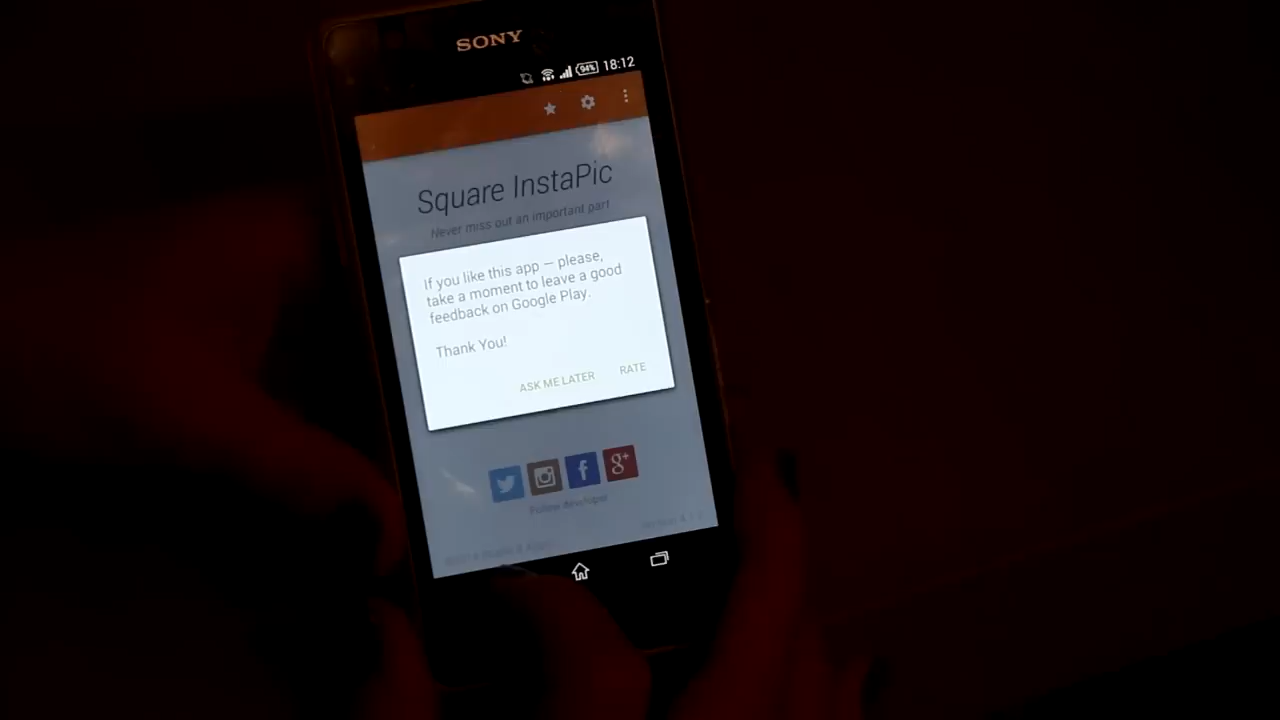 SONY
94% 18:12
Square InstaPic
Never miss out an important part
If you like this app — please,
take a moment to leave a good
feedback on Google Play.
Thank You!
ASK ME LATER RATE
f g+
Follow developer